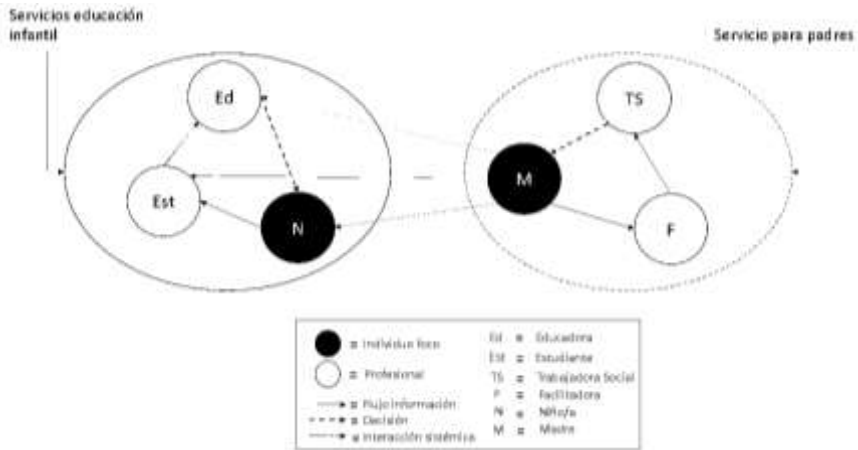 Servicios educación
infantil
Servicio para padres
Ed
TS
Est
M
N
F
= Individuo foco
= Profesional
= Flujo información
= Decisión
= Interacción sistémica
Ed = Educadora
Est = Estudiante
TS = Trabajadora Social
F = Facilitadora
N = Niño/a
M = Madre